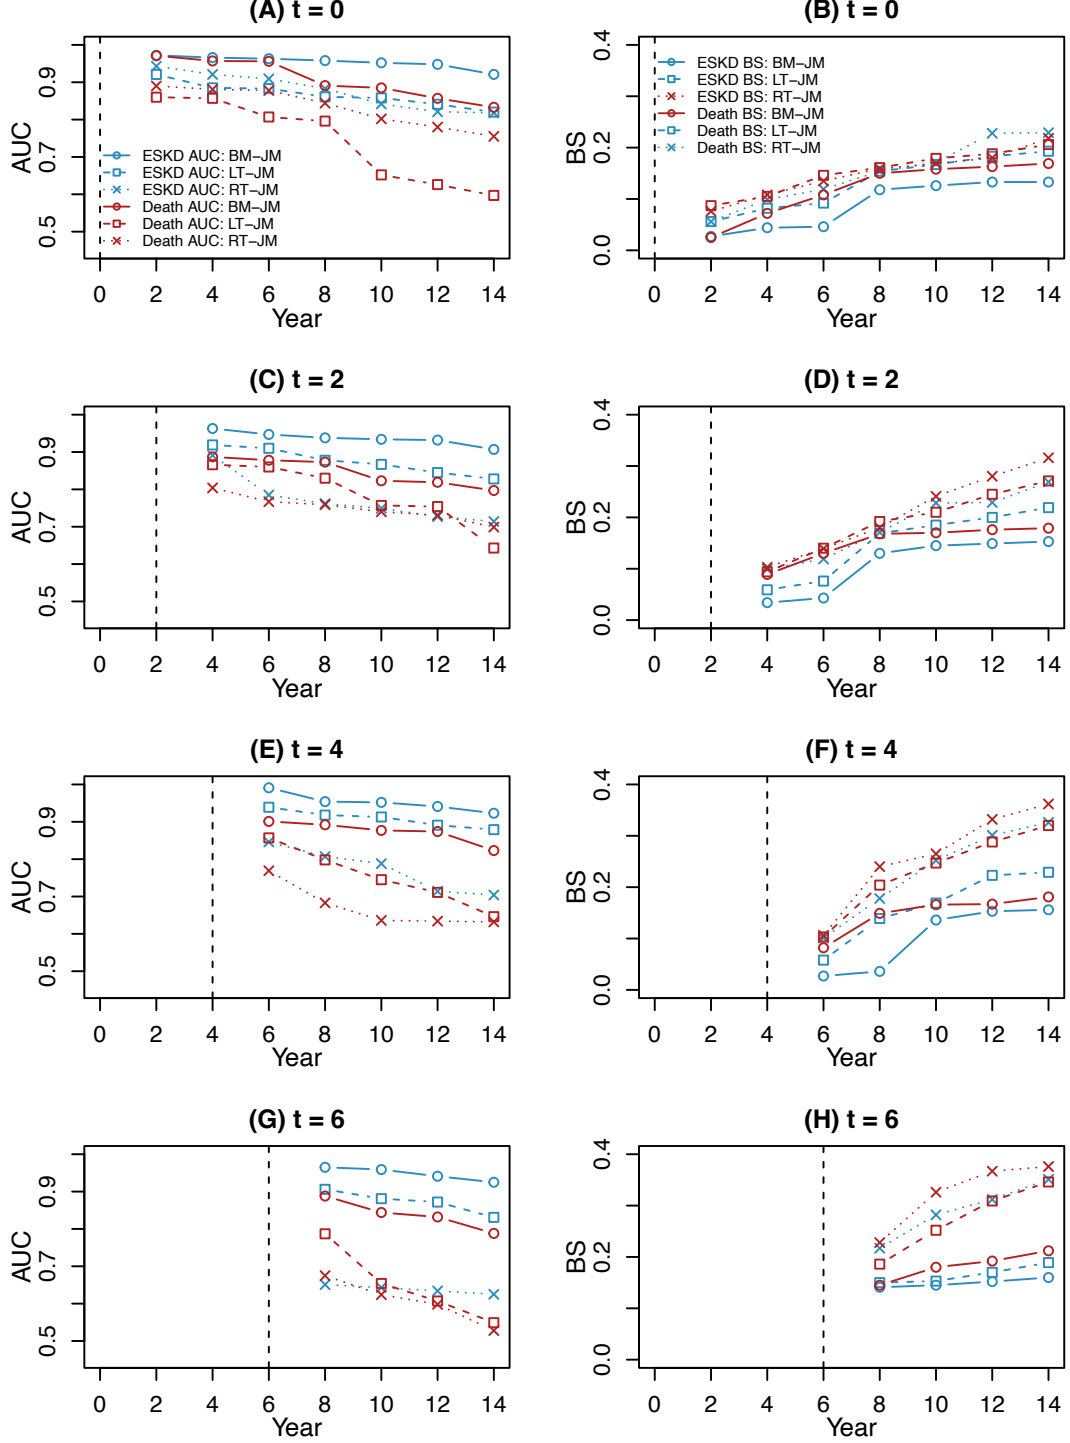 (A) t = 0
AUC
0.9
0.7
0.5
ESKD AUC: BM−JM
ESKD AUC: LT−JM
ESKD AUC: RT−JM
Death AUC: BM−JM
Death AUC: LT−JM
Death AUC: RT−JM
0 2 4 6 8 10 12 14
Year
(B) t = 0
BS
0.4
0.2
0.0
ESKD BS: BM−JM
ESKD BS: LT−JM
ESKD BS: RT−JM
Death BS: BM−JM
Death BS: LT−JM
Death BS: RT−JM
0 2 4 6 8 10 12 14
Year
(C) t = 2
AUC
0.9
0.7
0.5
0 2 4 6 8 10 12 14
Year
(D) t = 2
BS
0.4
0.2
0.0
0 2 4 6 8 10 12 14
Year
(E) t = 4
AUC
0.9
0.7
0.5
0 2 4 6 8 10 12 14
Year
(F) t = 4
BS
0.4
0.2
0.0
0 2 4 6 8 10 12 14
Year
(G) t = 6
AUC
0.9
0.7
0.5
0 2 4 6 8 10 12 14
Year
(H) t = 6
BS
0.4
0.2
0.0
0 2 4 6 8 10 12 14
Year